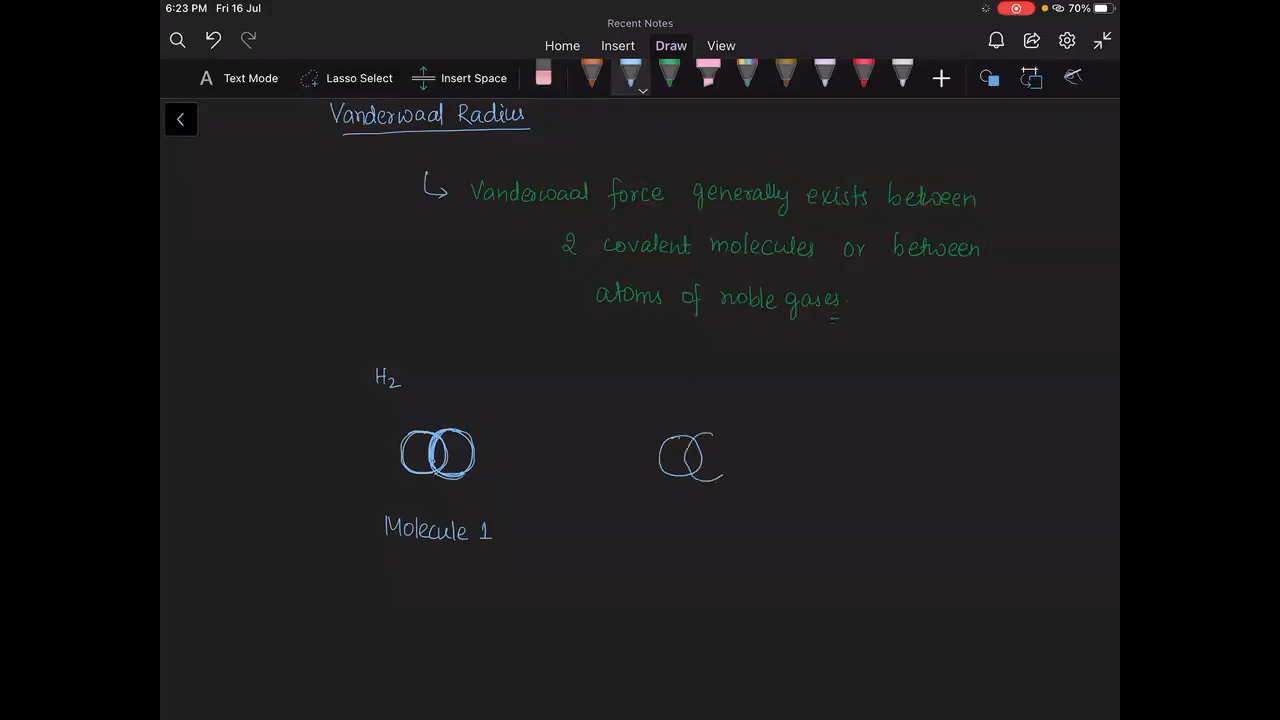 6:23 PM Fri 16 Jul
70%
Recent Notes
Home Insert Draw View
A Text Mode Lasso Select Insert Space
Vanderwaal Radius
Vanderwaal force generally exists between
2 covalent molecules or between
atoms of noble gases.
H2
Molecule 1